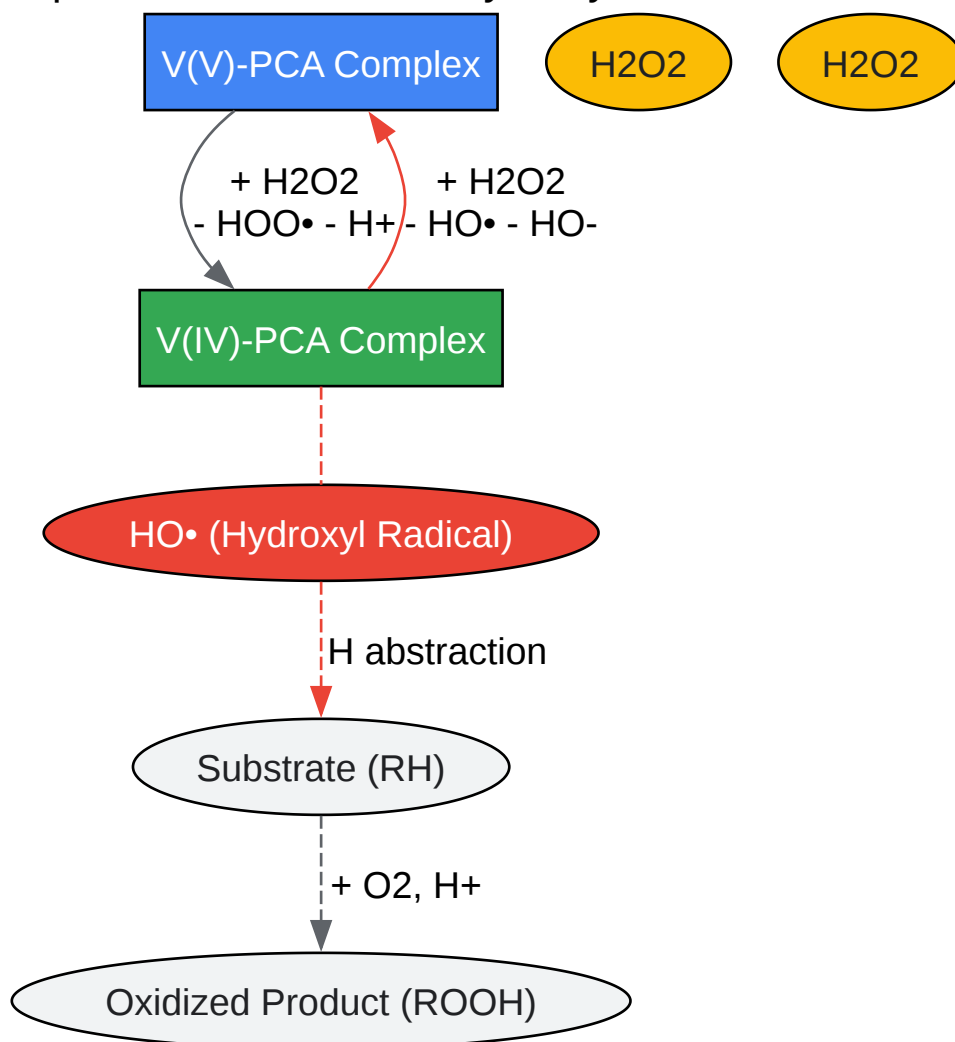 V(V)-PCA Complex
H2O2
H2O2
+ H2O2
- HOO• - H+
+ H2O2
- HO• - HO-
V(IV)-PCA Complex
HO• (Hydroxyl Radical)
H abstraction
Substrate (RH)
+ O2, H+
Oxidized Product (ROOH)